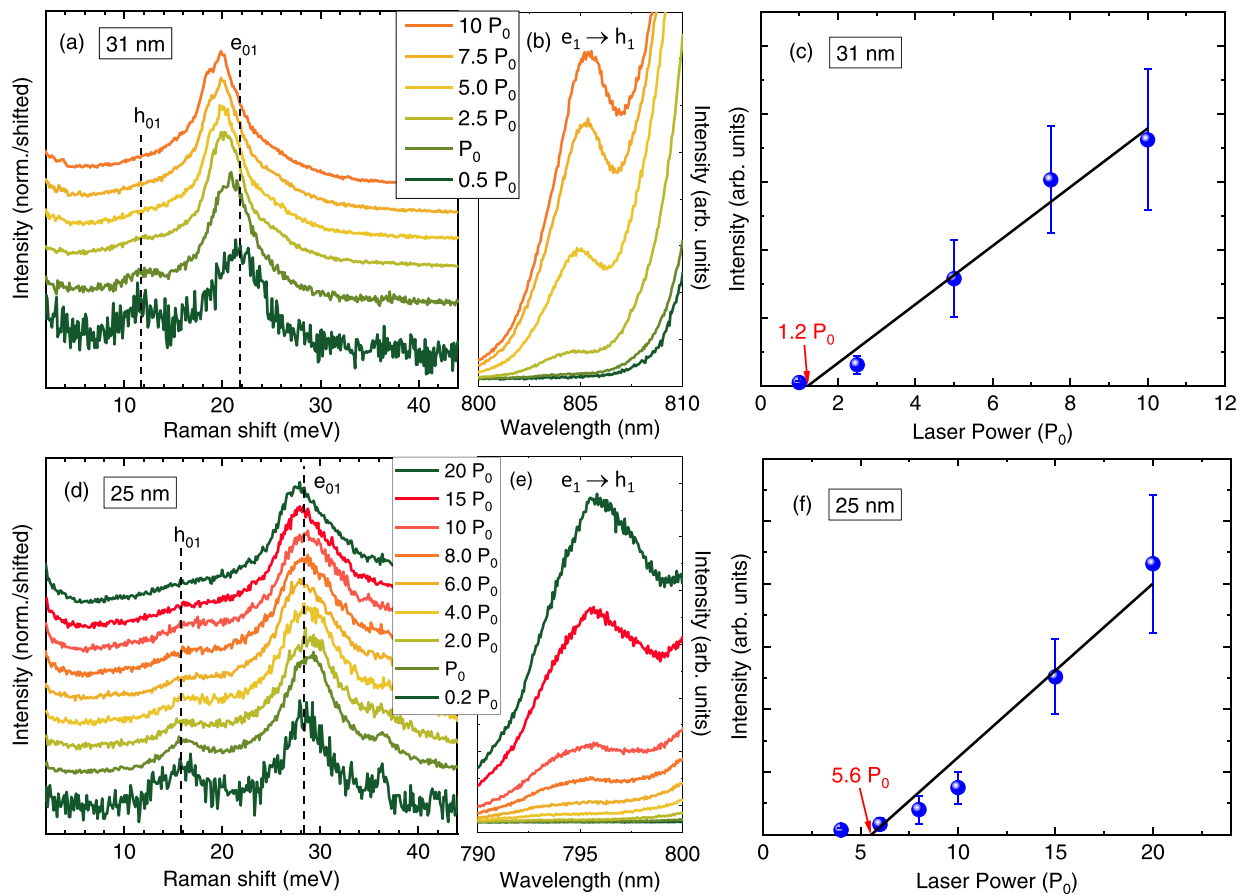 (a) 31 nm
e₀₁
h₀₁
Intensity (norm./shifted)
10 20 30 40
Raman shift (meV)
10 P₀
7.5 P₀
5.0 P₀
2.5 P₀
P₀
0.5 P₀
(b) e₁ → h₁
Intensity (arb. units)
800 805 810
Wavelength (nm)
(c) 31 nm
Intensity (arb. units)
1.2 P₀
0 2 4 6 8 10 12
Laser Power (P₀)
(d) 25 nm
e₀₁
h₀₁
Intensity (norm./shifted)
10 20 30 40
Raman shift (meV)
20 P₀
15 P₀
10 P₀
8.0 P₀
6.0 P₀
4.0 P₀
2.0 P₀
P₀
0.2 P₀
(e) e₁ → h₁
Intensity (arb. units)
790 795 800
Wavelength (nm)
(f) 25 nm
Intensity (arb. units)
5.6 P₀
0 5 10 15 20
Laser Power (P₀)